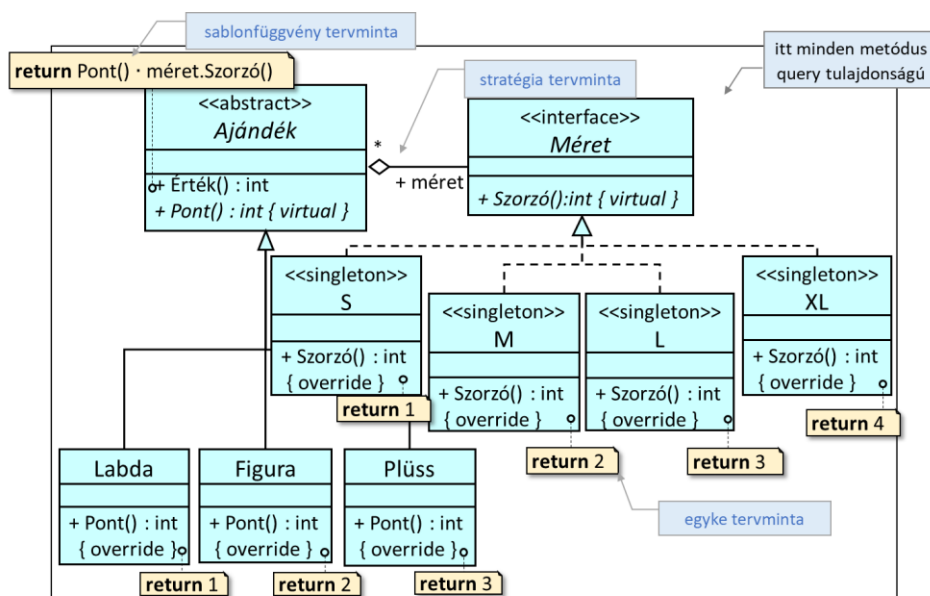 sablonfüggvény tervminta
return Pont() · méret.Szorzó()
itt minden metódus
query tulajdonságú
stratégia tervminta
<<abstract>>
Ajándék
+ Érték() : int
+ Pont() : int { virtual }
*
+ méret
<<interface>>
Méret
+ Szorzó():int { virtual }
<<singleton>>
S
+ Szorzó() : int
{ override }
return 1
<<singleton>>
M
+ Szorzó() : int
{ override }
return 2
<<singleton>>
L
+ Szorzó() : int
{ override }
return 3
<<singleton>>
XL
+ Szorzó() : int
{ override }
return 4
egyke tervminta
Labda
+ Pont() : int
{ override }
return 1
Figura
+ Pont() : int
{ override }
return 2
Plüss
+ Pont() : int
{ override }
return 3